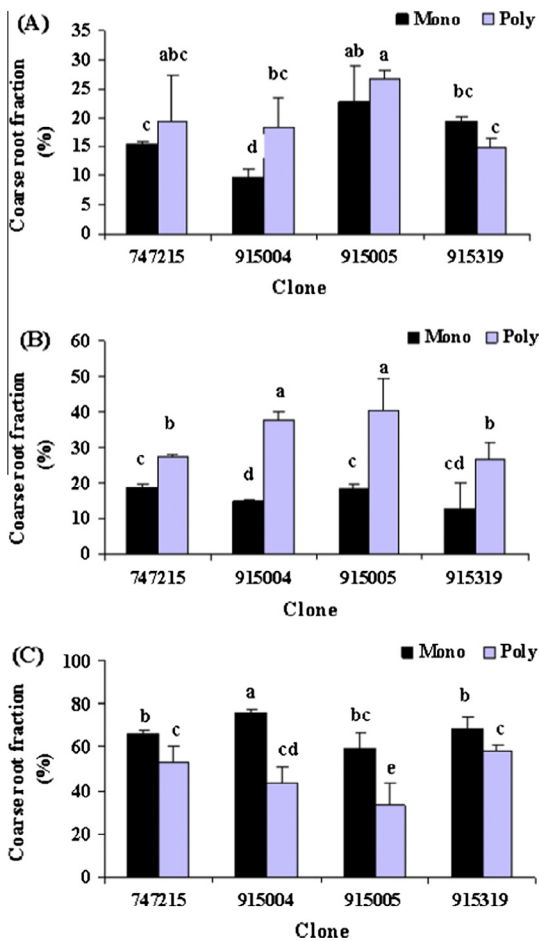 (A)
Mono Poly
Coarse root fraction
(%)
35
30
25
20
15
10
5
0
c abc d bc ab a bc c
747215 915004 915005 915319
Clone
(B)
Mono Poly
Coarse root fraction
(%)
60
50
40
30
20
10
0
c b d a c a cd b
747215 915004 915005 915319
Clone
(C)
Mono Poly
Coarse root fraction
(%)
100
80
60
40
20
0
b c a cd bc e b c
747215 915004 915005 915319
Clone